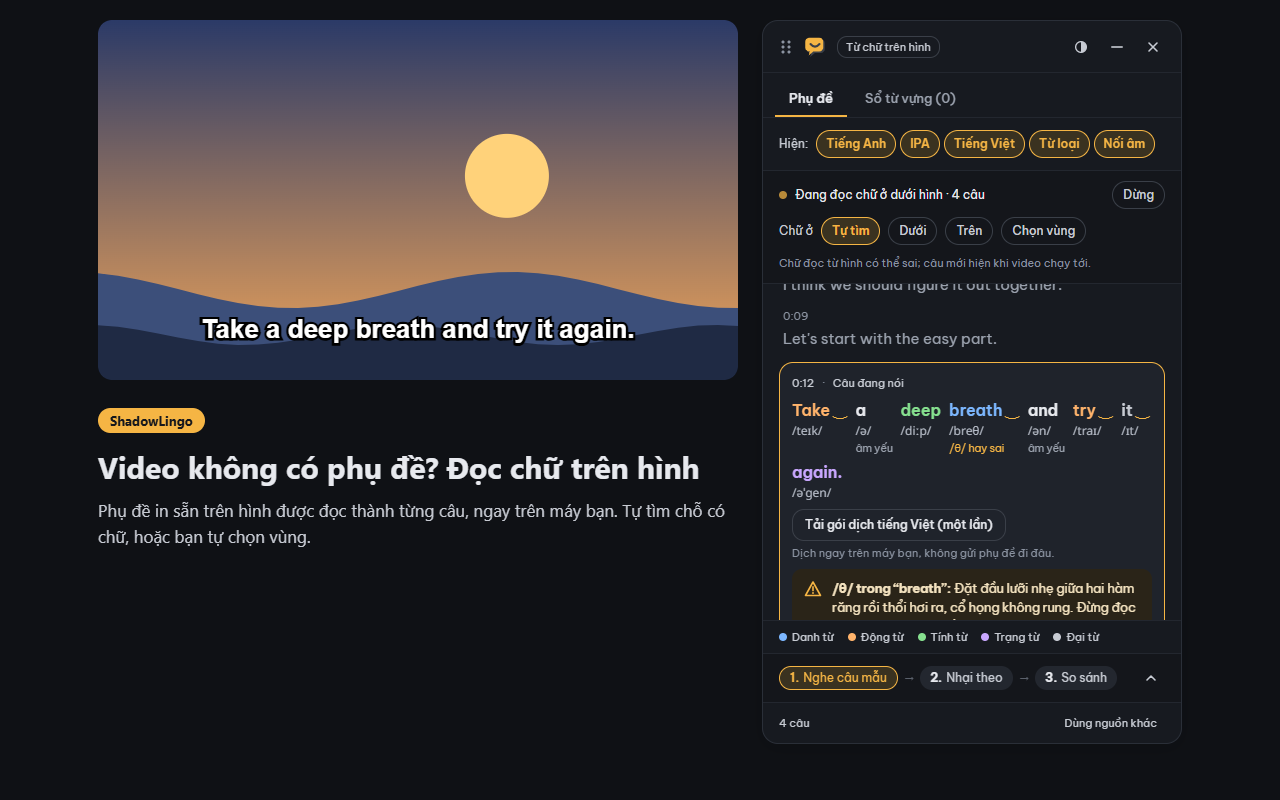 Take a deep breath and try it again.
ShadowLingo
Video không có phụ đề? Đọc chữ trên hình
Phụ đề in sẵn trên hình được đọc thành từng câu, ngay trên máy bạn. Tự tìm chỗ có
chữ, hoặc bạn tự chọn vùng.
Từ chữ trên hình
Phụ đề Sổ từ vựng (0)
Hiện: Tiếng Anh IPA Tiếng Việt Từ loại Nối âm
Đang đọc chữ ở dưới hình · 4 câu Dừng
Chữ ở Tự tìm Dưới Trên Chọn vùng
Chữ đọc từ hình có thể sai; câu mới hiện khi video chạy tới.
I think we should figure it out together.
0:09
Let's start with the easy part.
0:12 · Câu đang nói
Take a deep breath and try it
/teɪk/ /ə/ /diːp/ /breθ/ /ən/ /traɪ/ /ɪt/
âm yếu /θ/ hay sai âm yếu
again.
/əˈɡen/
Tải gói dịch tiếng Việt (một lần)
Dịch ngay trên máy bạn, không gửi phụ đề đi đâu.
/θ/ trong “breath”: Đặt đầu lưỡi nhẹ giữa hai hàm
răng rồi thổi hơi ra, cổ họng không rung. Đừng đọc
Danh từ Động từ Tính từ Trạng từ Đại từ
1. Nghe câu mẫu → 2. Nhại theo → 3. So sánh
4 câu Dùng nguồn khác